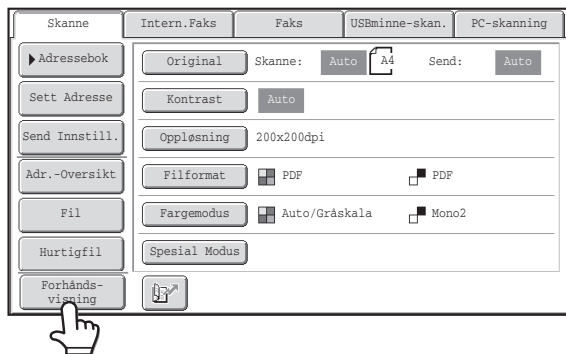 Skanne Intern.Faks Faks USBminne-skan. PC-skanning
Adressebok Original Skanne: Auto A4 Send: Auto
Sett Adresse Kontrast Auto
Send Innstill. Oppløsning 200x200dpi
Adr.-Oversikt Filformat PDF PDF
Fil Fargemodus Auto/Gråskala Mono2
Hurtigfil Spesial Modus
Forhånds-
visning